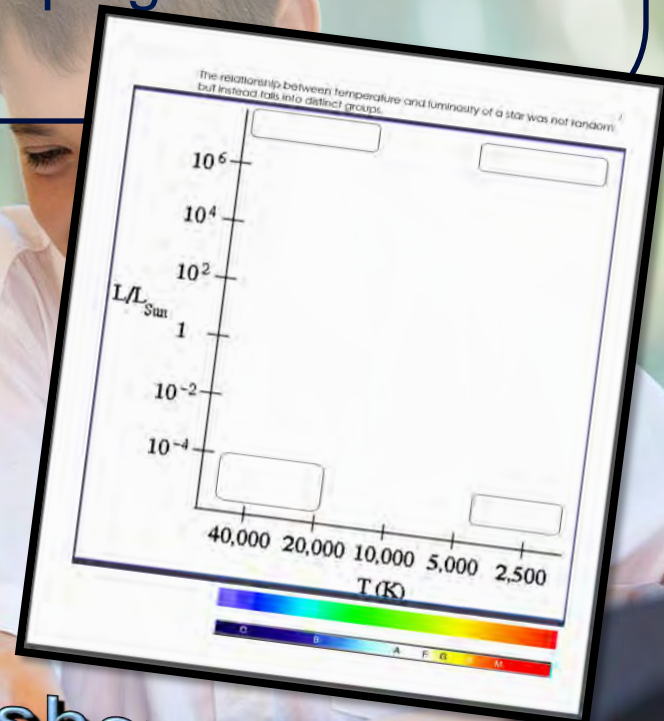 The relationship between temperature and luminosity of a star was not random
but instead falls into distinct groups.
10⁶
10⁴
10²
L/L_Sun
1
10⁻²
10⁻⁴
40,000 20,000 10,000 5,000 2,500
T (K)
O B A F G M